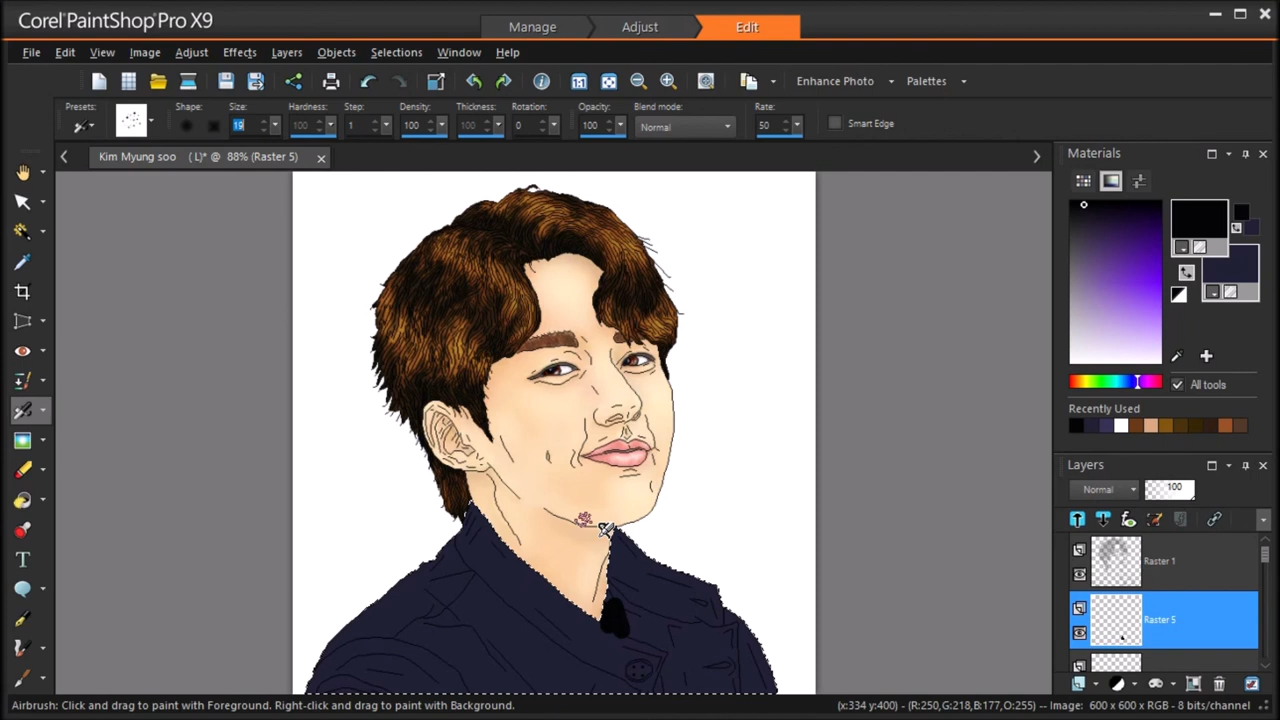 Corel PaintShop Pro X9
Manage Adjust Edit
File Edit View Image Adjust Effects Layers Objects Selections Window Help
Enhance Photo Palettes
Presets: Shape: Size: Hardness: Step: Density: Thickness: Rotation: Opacity: Blend mode: Rate:
19 100 1 100 100 0 100 Normal 50 Smart Edge
Kim Myung soo ( L)* @ 88% (Raster 5)
Materials
All tools
Recently Used
Layers
Normal 100
Raster 1
Raster 5
Airbrush: Click and drag to paint with Foreground. Right-click and drag to paint with Background.
(x:334 y:400) - (R:250,G:218,B:177,O:255) -- Image: 600 x 600 x RGB - 8 bits/channel